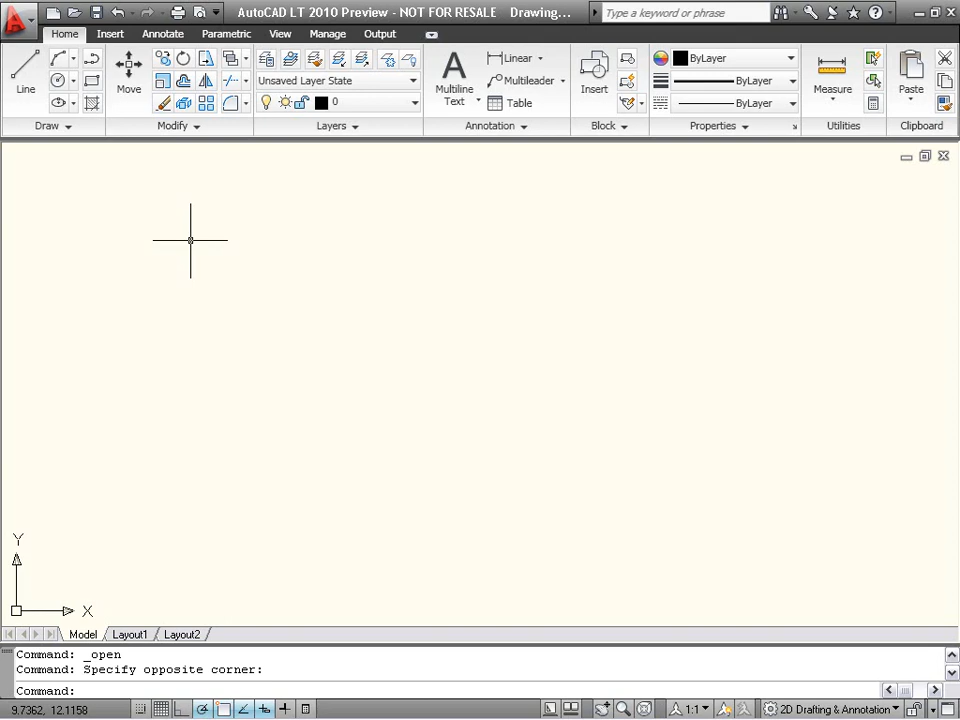 AutoCAD LT 2010 Preview - NOT FOR RESALE Drawing...
Type a keyword or phrase
Home Insert Annotate Parametric View Manage Output
Line
Move
Unsaved Layer State
0
Multiline Text
Linear
Multileader
Table
Insert
ByLayer
ByLayer
ByLayer
Measure
Paste
Draw Modify Layers Annotation Block Properties Utilities Clipboard
Y
X
Model Layout1 Layout2
Command: _open
Command: Specify opposite corner:
Command:
9.7362, 12.1158
1:1
2D Drafting & Annotation